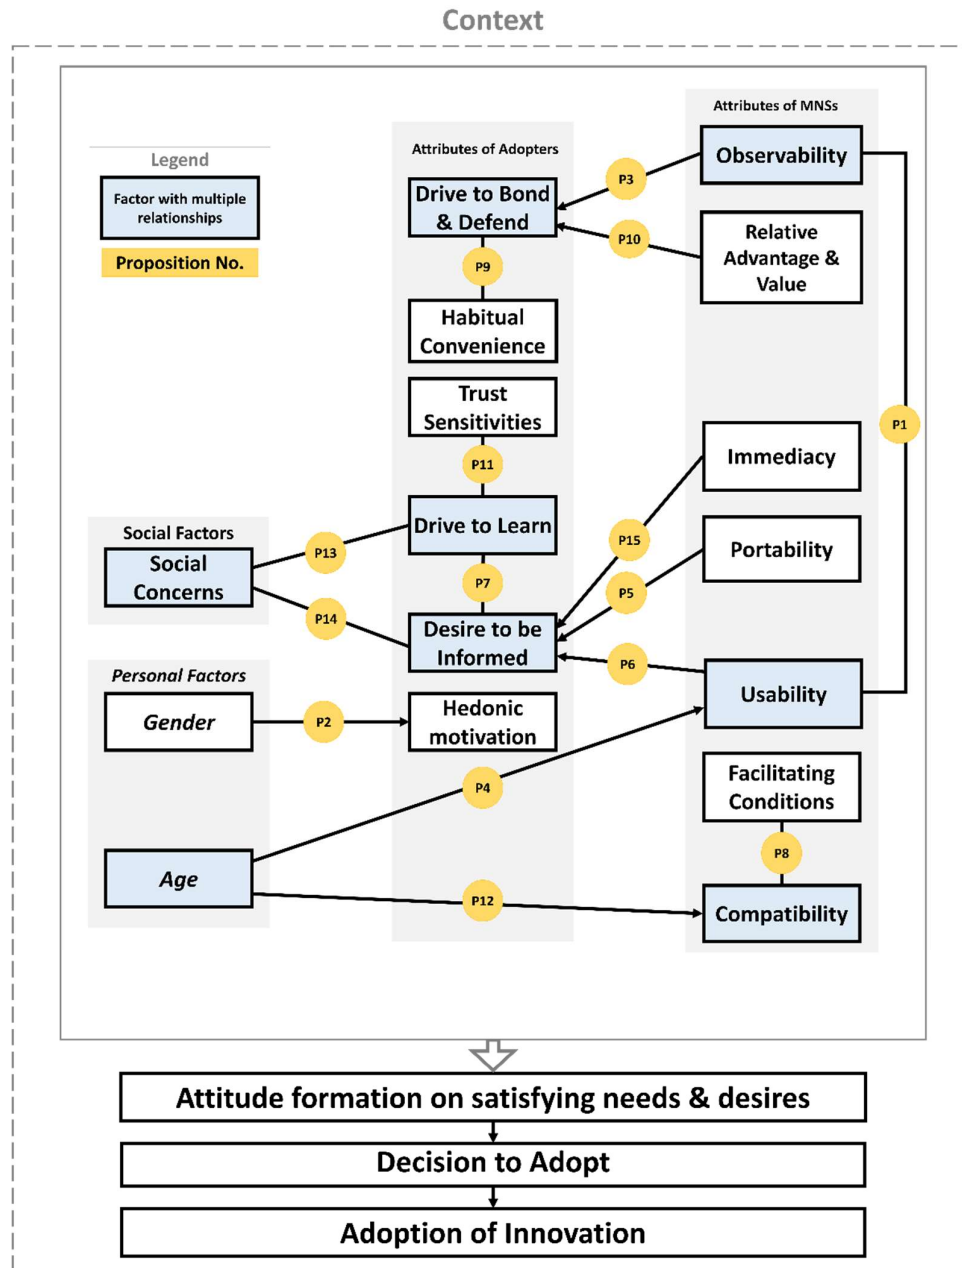 Context
Legend
Factor with multiple
relationships
Proposition No.
Attributes of Adopters
Drive to Bond
& Defend
P9
Habitual
Convenience
Trust
Sensitivities
P11
Drive to Learn
P7
Desire to be
Informed
Hedonic
motivation
Attributes of MNSs
Observability
Relative
Advantage &
Value
Immediacy
Portability
Usability
Facilitating
Conditions
P8
Compatibility
P3
P10
P1
P15
P5
P6
Social Factors
Social
Concerns
P13
P14
Personal Factors
Gender
P2
Age
P4
P12
Attitude formation on satisfying needs & desires
Decision to Adopt
Adoption of Innovation